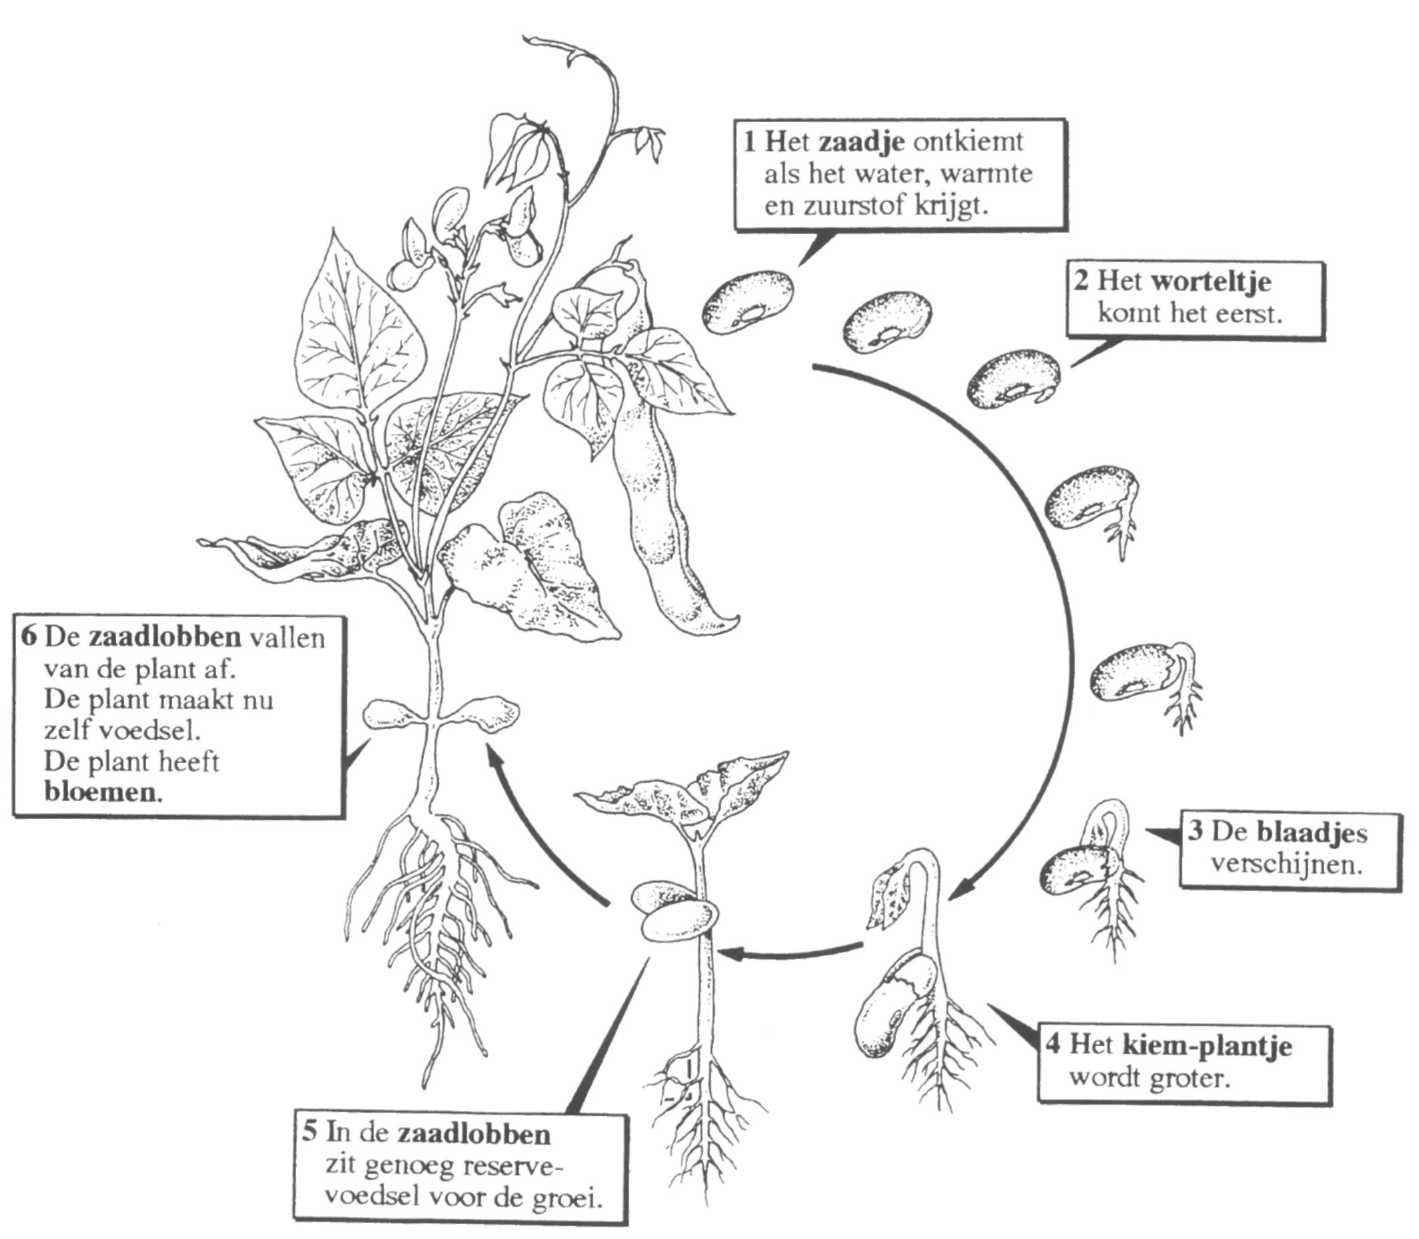 1 Het zaadje ontkiemt
als het water, warmte
en zuurstof krijgt.
2 Het worteltje
komt het eerst.
3 De blaadjes
verschijnen.
4 Het kiem-plantje
wordt groter.
5 In de zaadlobben
zit genoeg reserve-
voedsel voor de groei.
6 De zaadlobben vallen
van de plant af.
De plant maakt nu
zelf voedsel.
De plant heeft
bloemen.